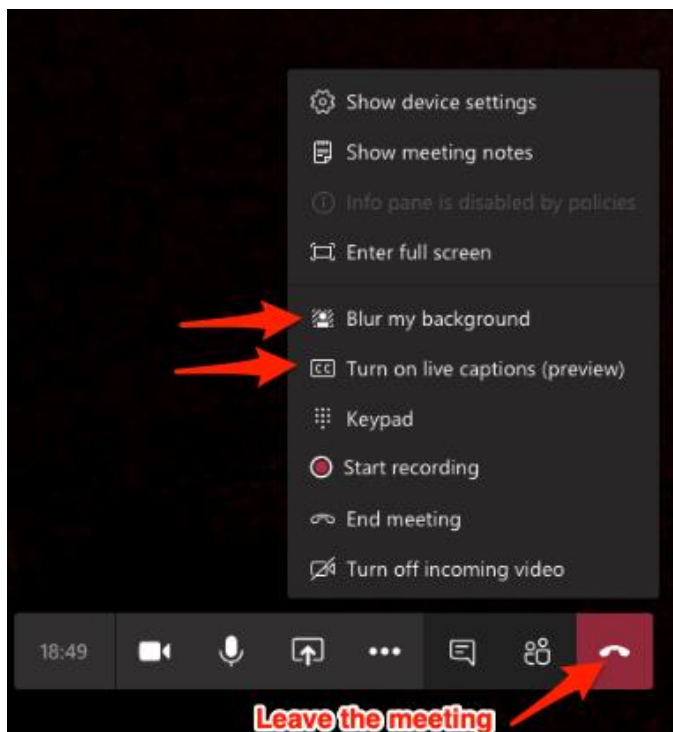 Show device settings
Show meeting notes
Info pane is disabled by policies
Enter full screen
Blur my background
CC Turn on live captions (preview)
Keypad
Start recording
End meeting
Turn off incoming video
18:49
Leave the meeting